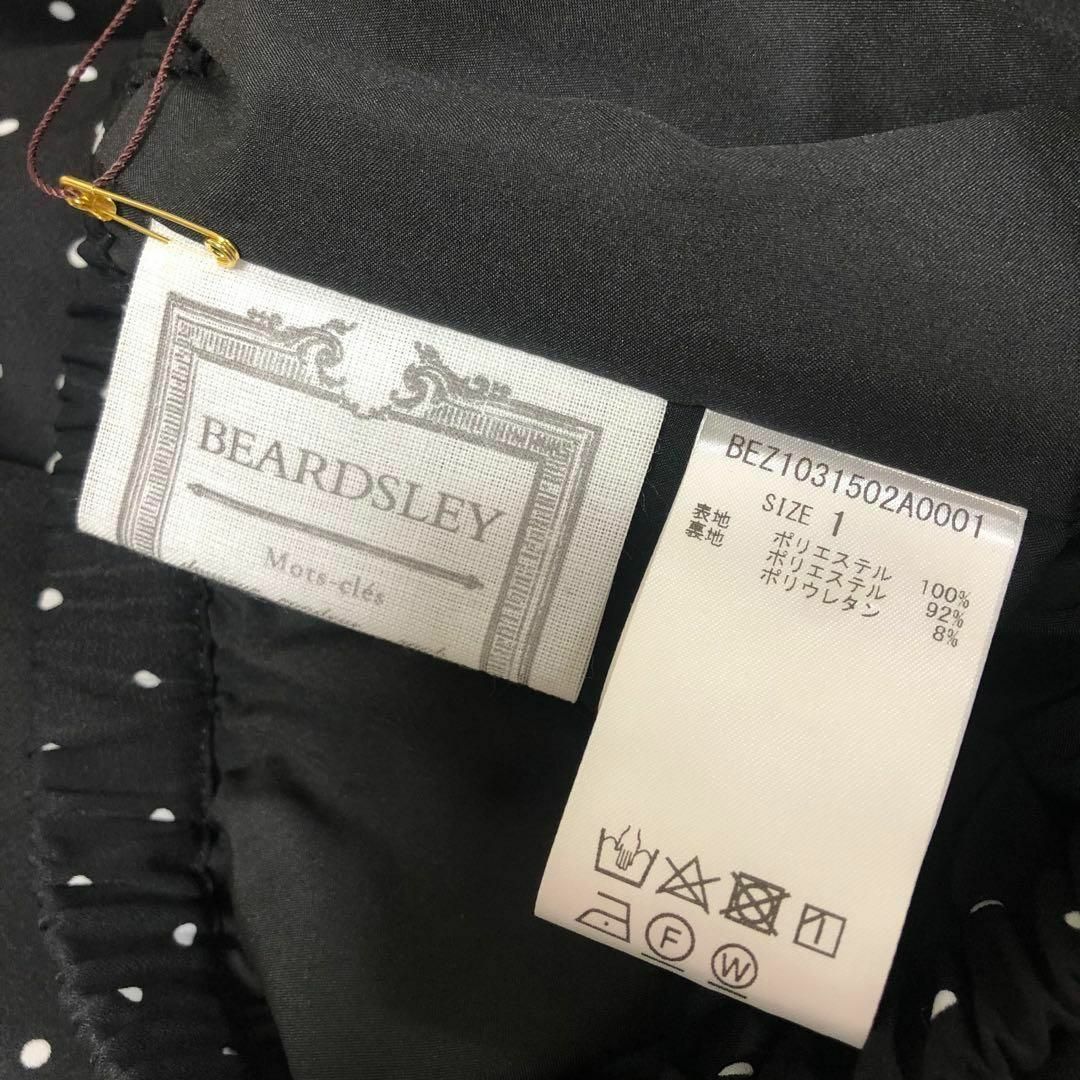 BEARDSLEY
Mots-clés
BEZ1031502A0001
SIZE 1
表地 ポリエステル 100%
裏地 ポリエステル 92%
ポリウレタン 8%
F
W